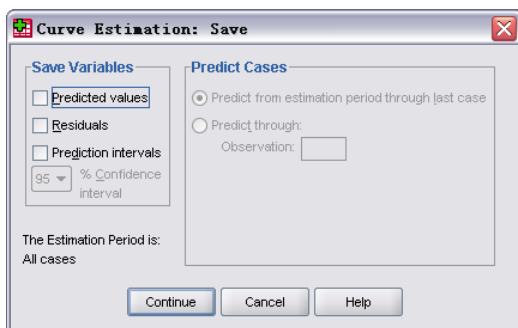 Curve Estimation: Save
Save Variables
Predicted values
Residuals
Prediction intervals
95 % Confidence
interval
The Estimation Period is:
All cases
Predict Cases
Predict from estimation period through last case
Predict through:
Observation:
Continue Cancel Help